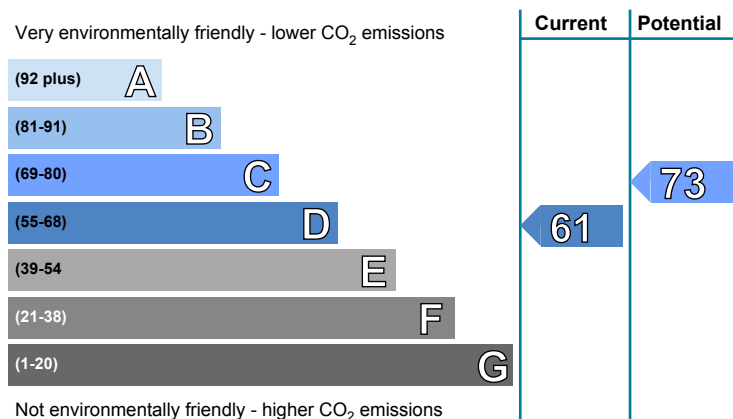 Very environmentally friendly - lower CO₂ emissions
Current
Potential
(92 plus) A
(81-91) B
(69-80) C
73
(55-68) D
61
(39-54 E
(21-38) F
(1-20) G
Not environmentally friendly - higher CO₂ emissions